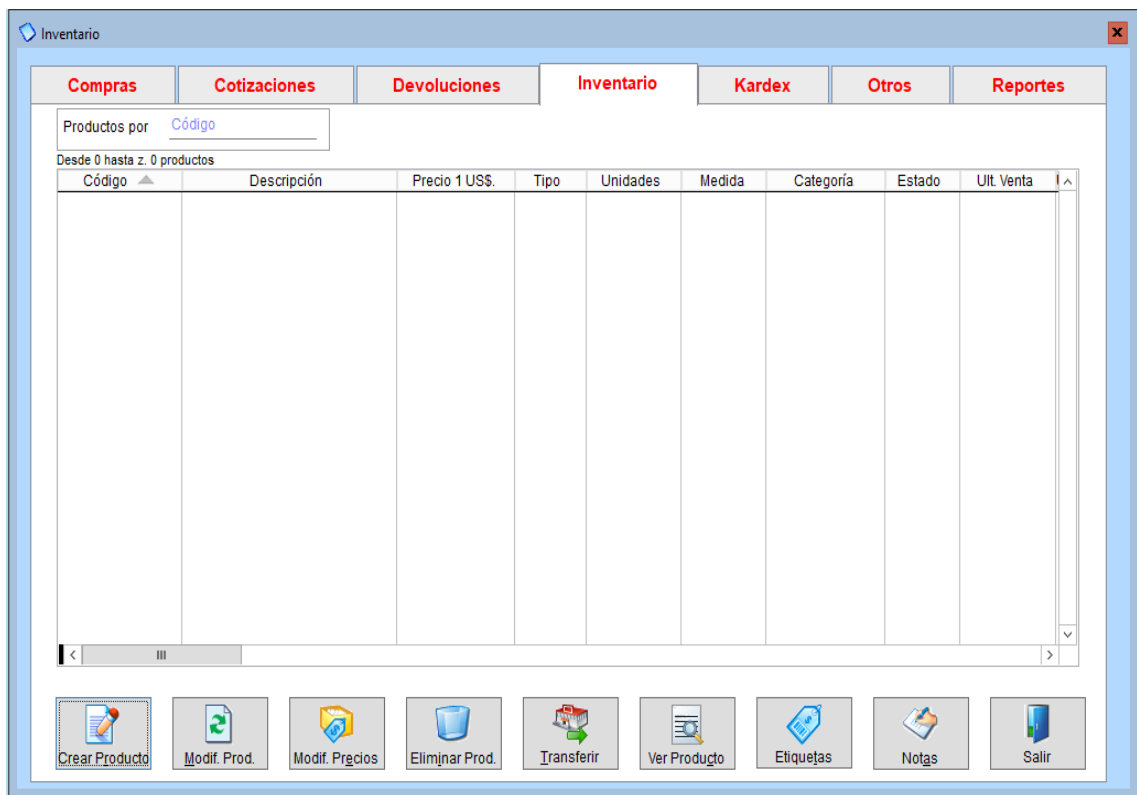 Inventario
Compras Cotizaciones Devoluciones Inventario Kardex Otros Reportes
Productos por Código
Desde 0 hasta z. 0 productos
Código Descripción Precio 1 US$. Tipo Unidades Medida Categoría Estado Ult. Venta
Crear Producto Modif. Prod. Modif. Precios Eliminar Prod. Transferir Ver Producto Etiquetas Notas Salir